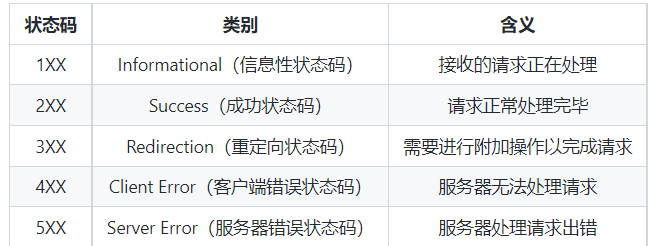 状态码 类别 含义
1XX Informational（信息性状态码） 接收的请求正在处理
2XX Success（成功状态码） 请求正常处理完毕
3XX Redirection（重定向状态码） 需要进行附加操作以完成请求
4XX Client Error（客户端错误状态码） 服务器无法处理请求
5XX Server Error（服务器错误状态码） 服务器处理请求出错